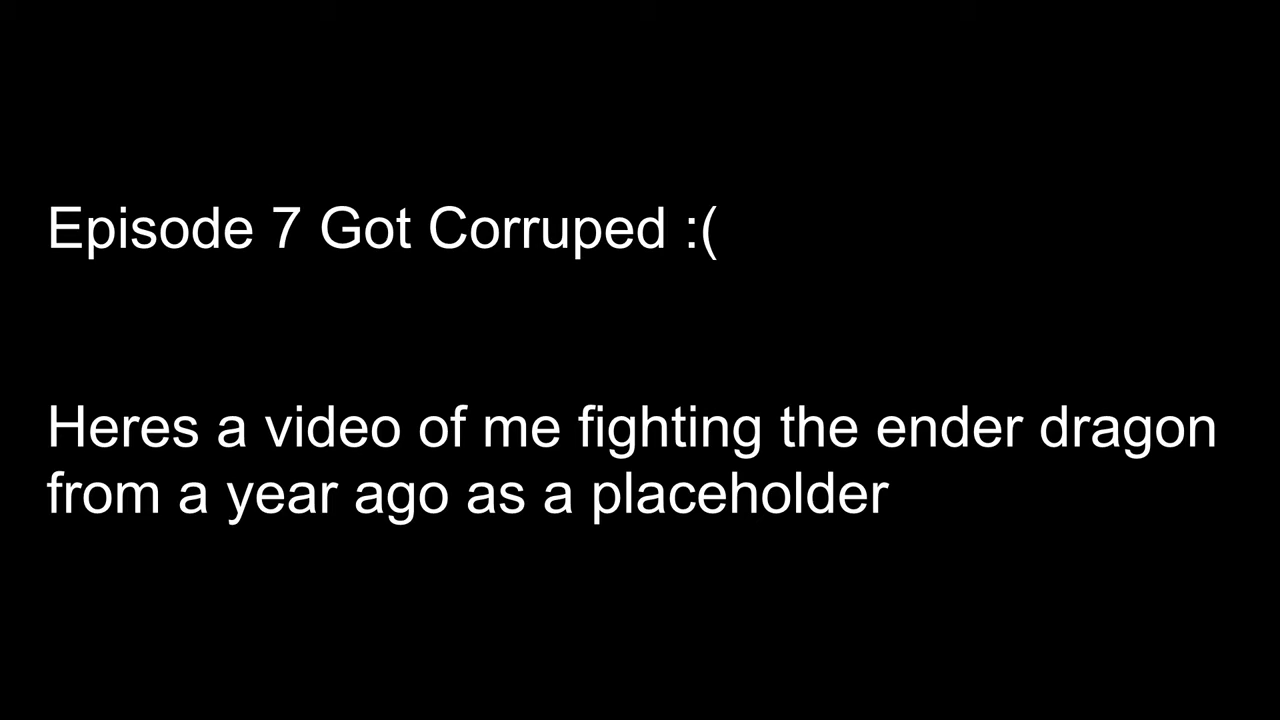 Episode 7 Got Corruped :(
Heres a video of me fighting the ender dragon
from a year ago as a placeholder